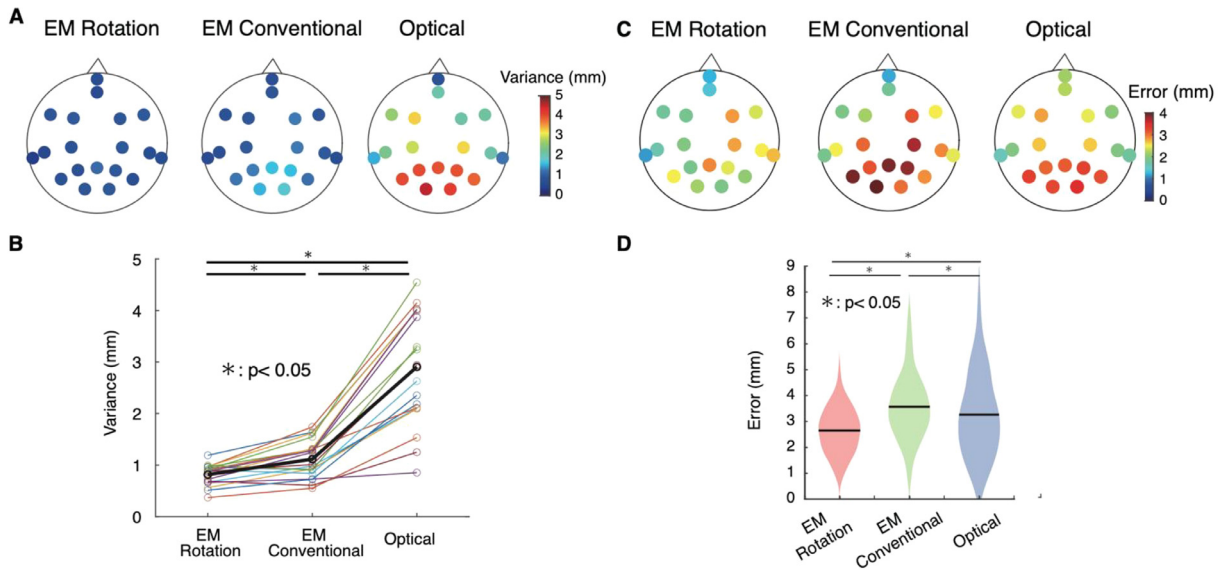 A
EM Rotation
EM Conventional
Optical
Variance (mm)
5
4
3
2
1
0
B
5
4
3
2
1
0
Variance (mm)
*
*
*
*: p< 0.05
EM
Rotation
EM
Conventional
Optical
C
EM Rotation
EM Conventional
Optical
Error (mm)
4
3
2
1
0
D
9
8
7
6
5
4
3
2
1
0
Error (mm)
*
*
*
*: p< 0.05
EM
Rotation
EM
Conventional
Optical